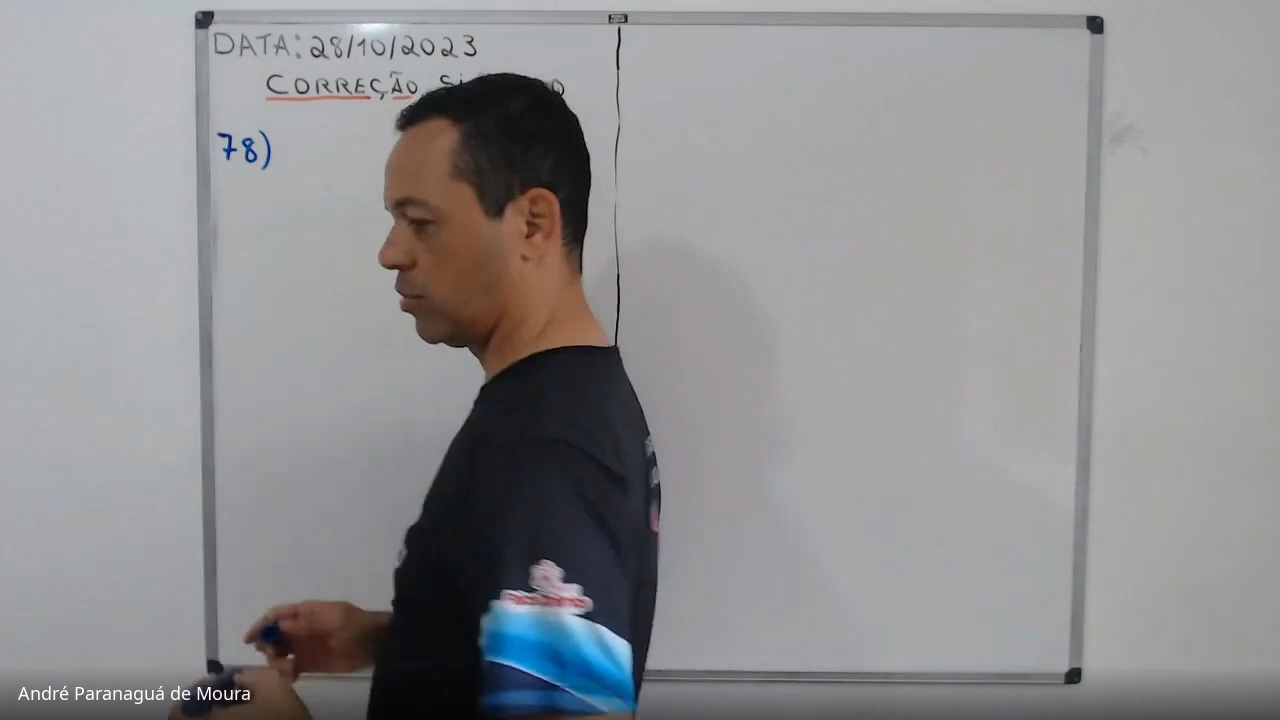 DATA: 28/10/2023
CORREÇÃO
78)
André Paranaguá de Moura